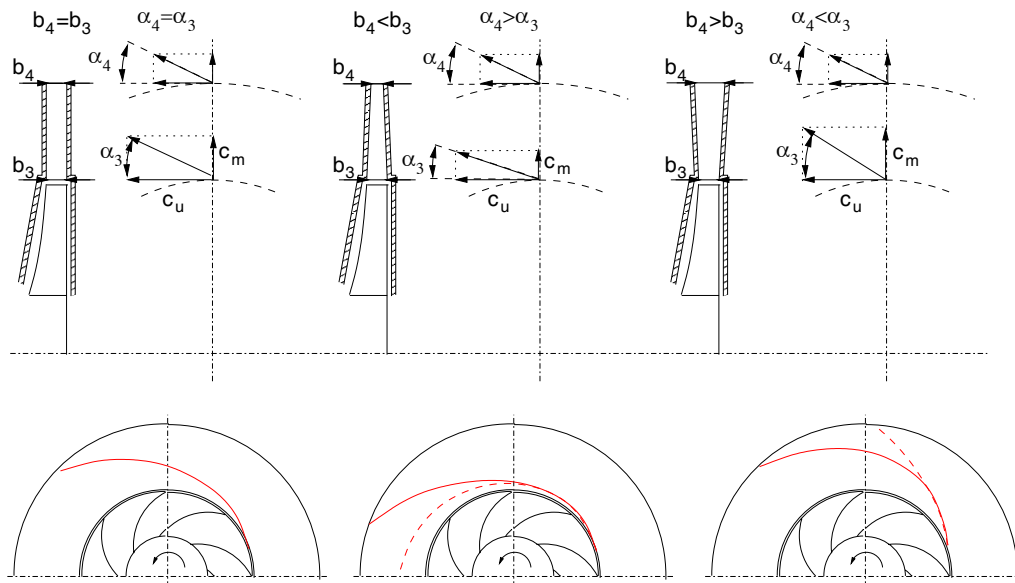 b₄=b₃ α₄=α₃ b₄<b₃ α₄>α₃ b₄>b₃ α₄<α₃
α₄ α₄ α₄
b₄ b₄ b₄
α₃ cₘ α₃ cₘ α₃ cₘ
b₃ b₃ b₃
cᵤ cᵤ cᵤ